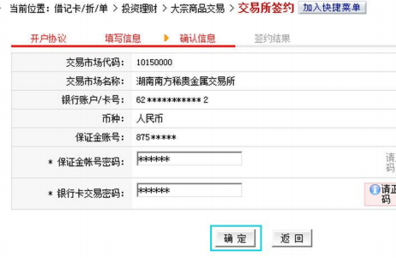 当前位置：借记卡/折/单 > 投资理财 > 大宗商品交易 > 交易所签约 加入快捷菜单
开户协议 填写信息 确认信息 签约结果
交易市场代码： 10150000
交易市场名称： 湖南南方稀贵金属交易所
银行账户/卡号： 62***********2
币种： 人民币
保证金账号： 875*****
* 保证金帐号密码： ******
* 银行卡交易密码： ******
码
确 定 返 回